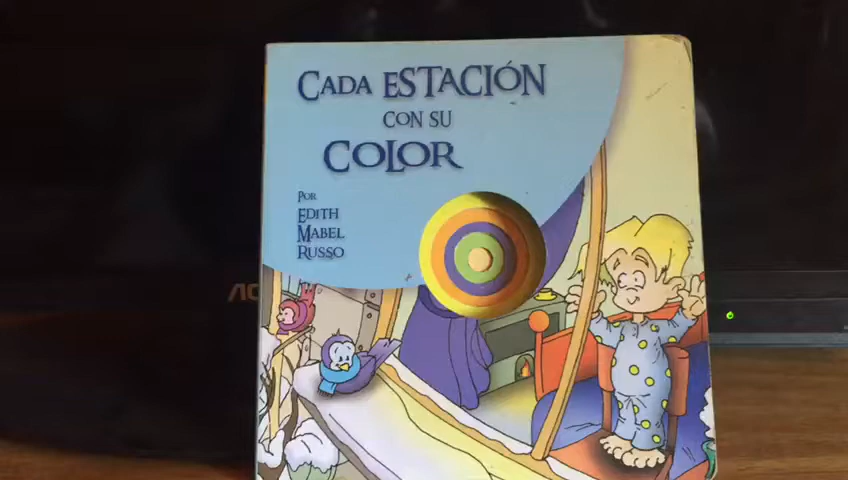 CADA ESTACIÓN
CON SU
COLOR
POR
EDITH
MABEL
RUSSO